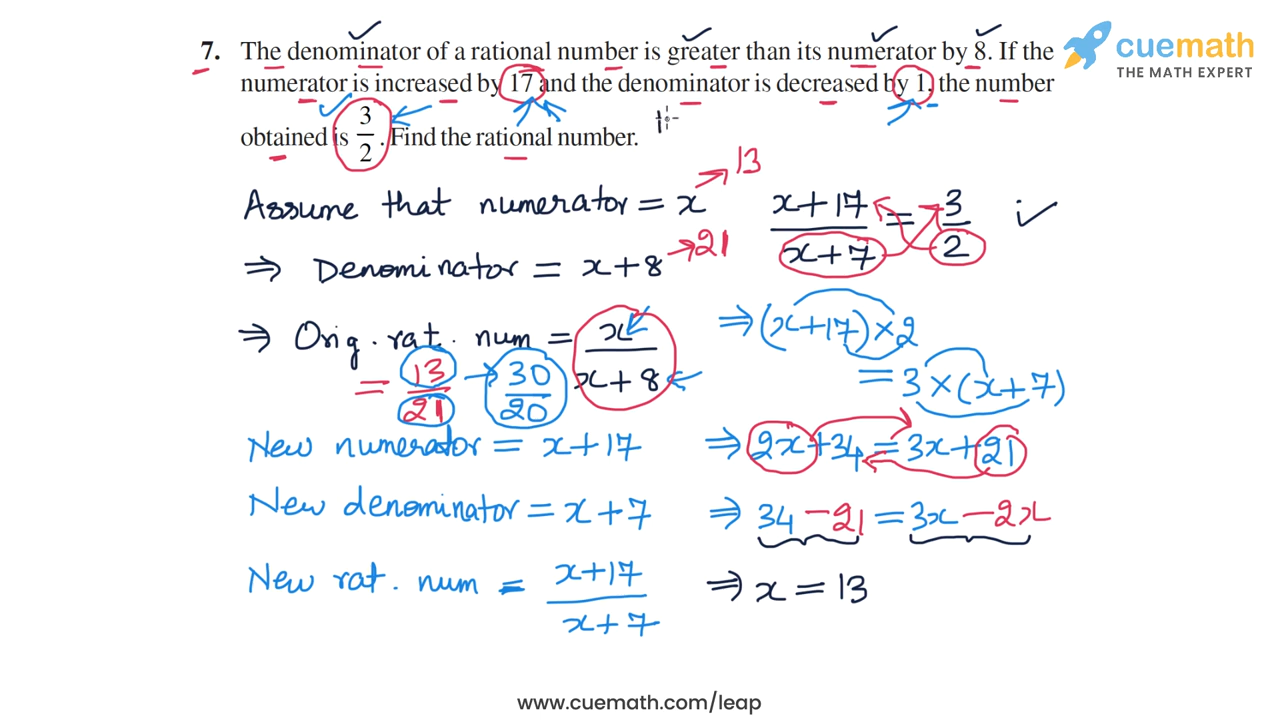 7. The denominator of a rational number is greater than its numerator by 8. If the
numerator is increased by 17 and the denominator is decreased by 1, the number
obtained is 3/2. Find the rational number.
cuemath
THE MATH EXPERT
Assume that numerator = x → 13
⇒ Denominator = x+8 → 21
⇒ Orig. rat. num = x/(x+8)
= 13/21 → 30/20
New numerator = x+17
New denominator = x+7
New rat. num = (x+17)/(x+7)
(x+17)/(x+7) = 3/2
⇒ (x+17)×2
= 3×(x+7)
⇒ 2x+34 = 3x+21
⇒ 34-21 = 3x-2x
⇒ x = 13
www.cuemath.com/leap